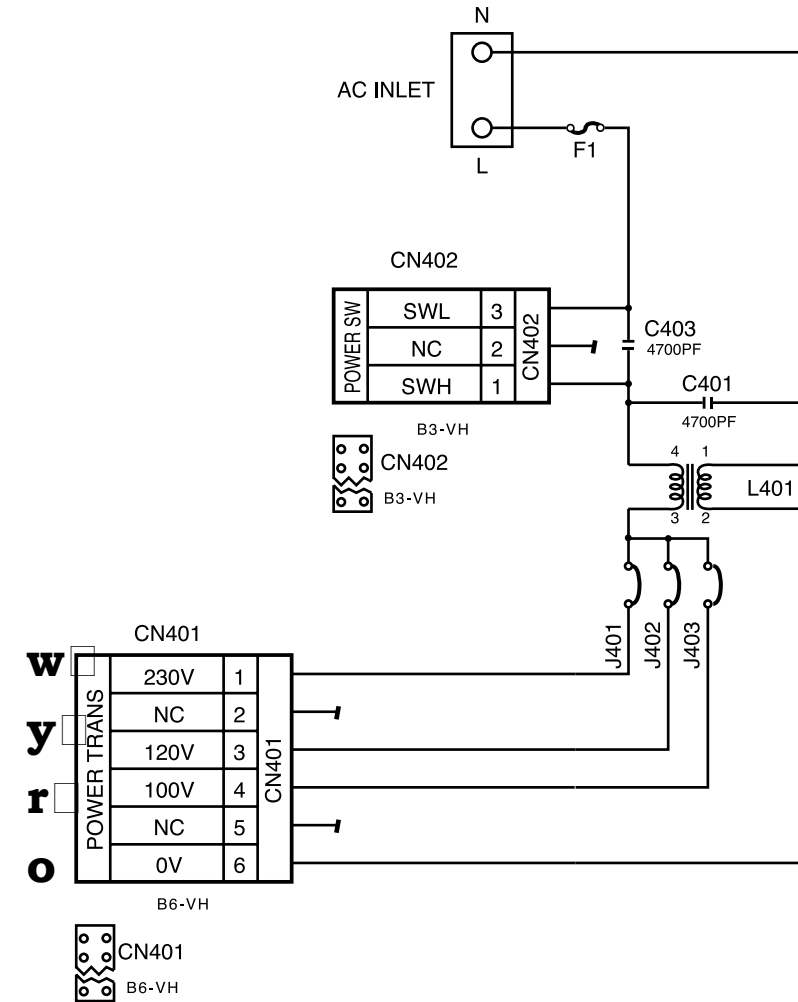 N
AC INLET
L
F1
CN402
POWER SW
SWL 3
NC 2
SWH 1
CN402
C403
4700PF
C401
4700PF
B3-VH
CN402
B3-VH
4 1
L401
3 2
J401
J402
J403
CN401
w
y
r
o
POWER TRANS
230V 1
NC 2
120V 3
100V 4
NC 5
0V 6
CN401
B6-VH
CN401
B6-VH